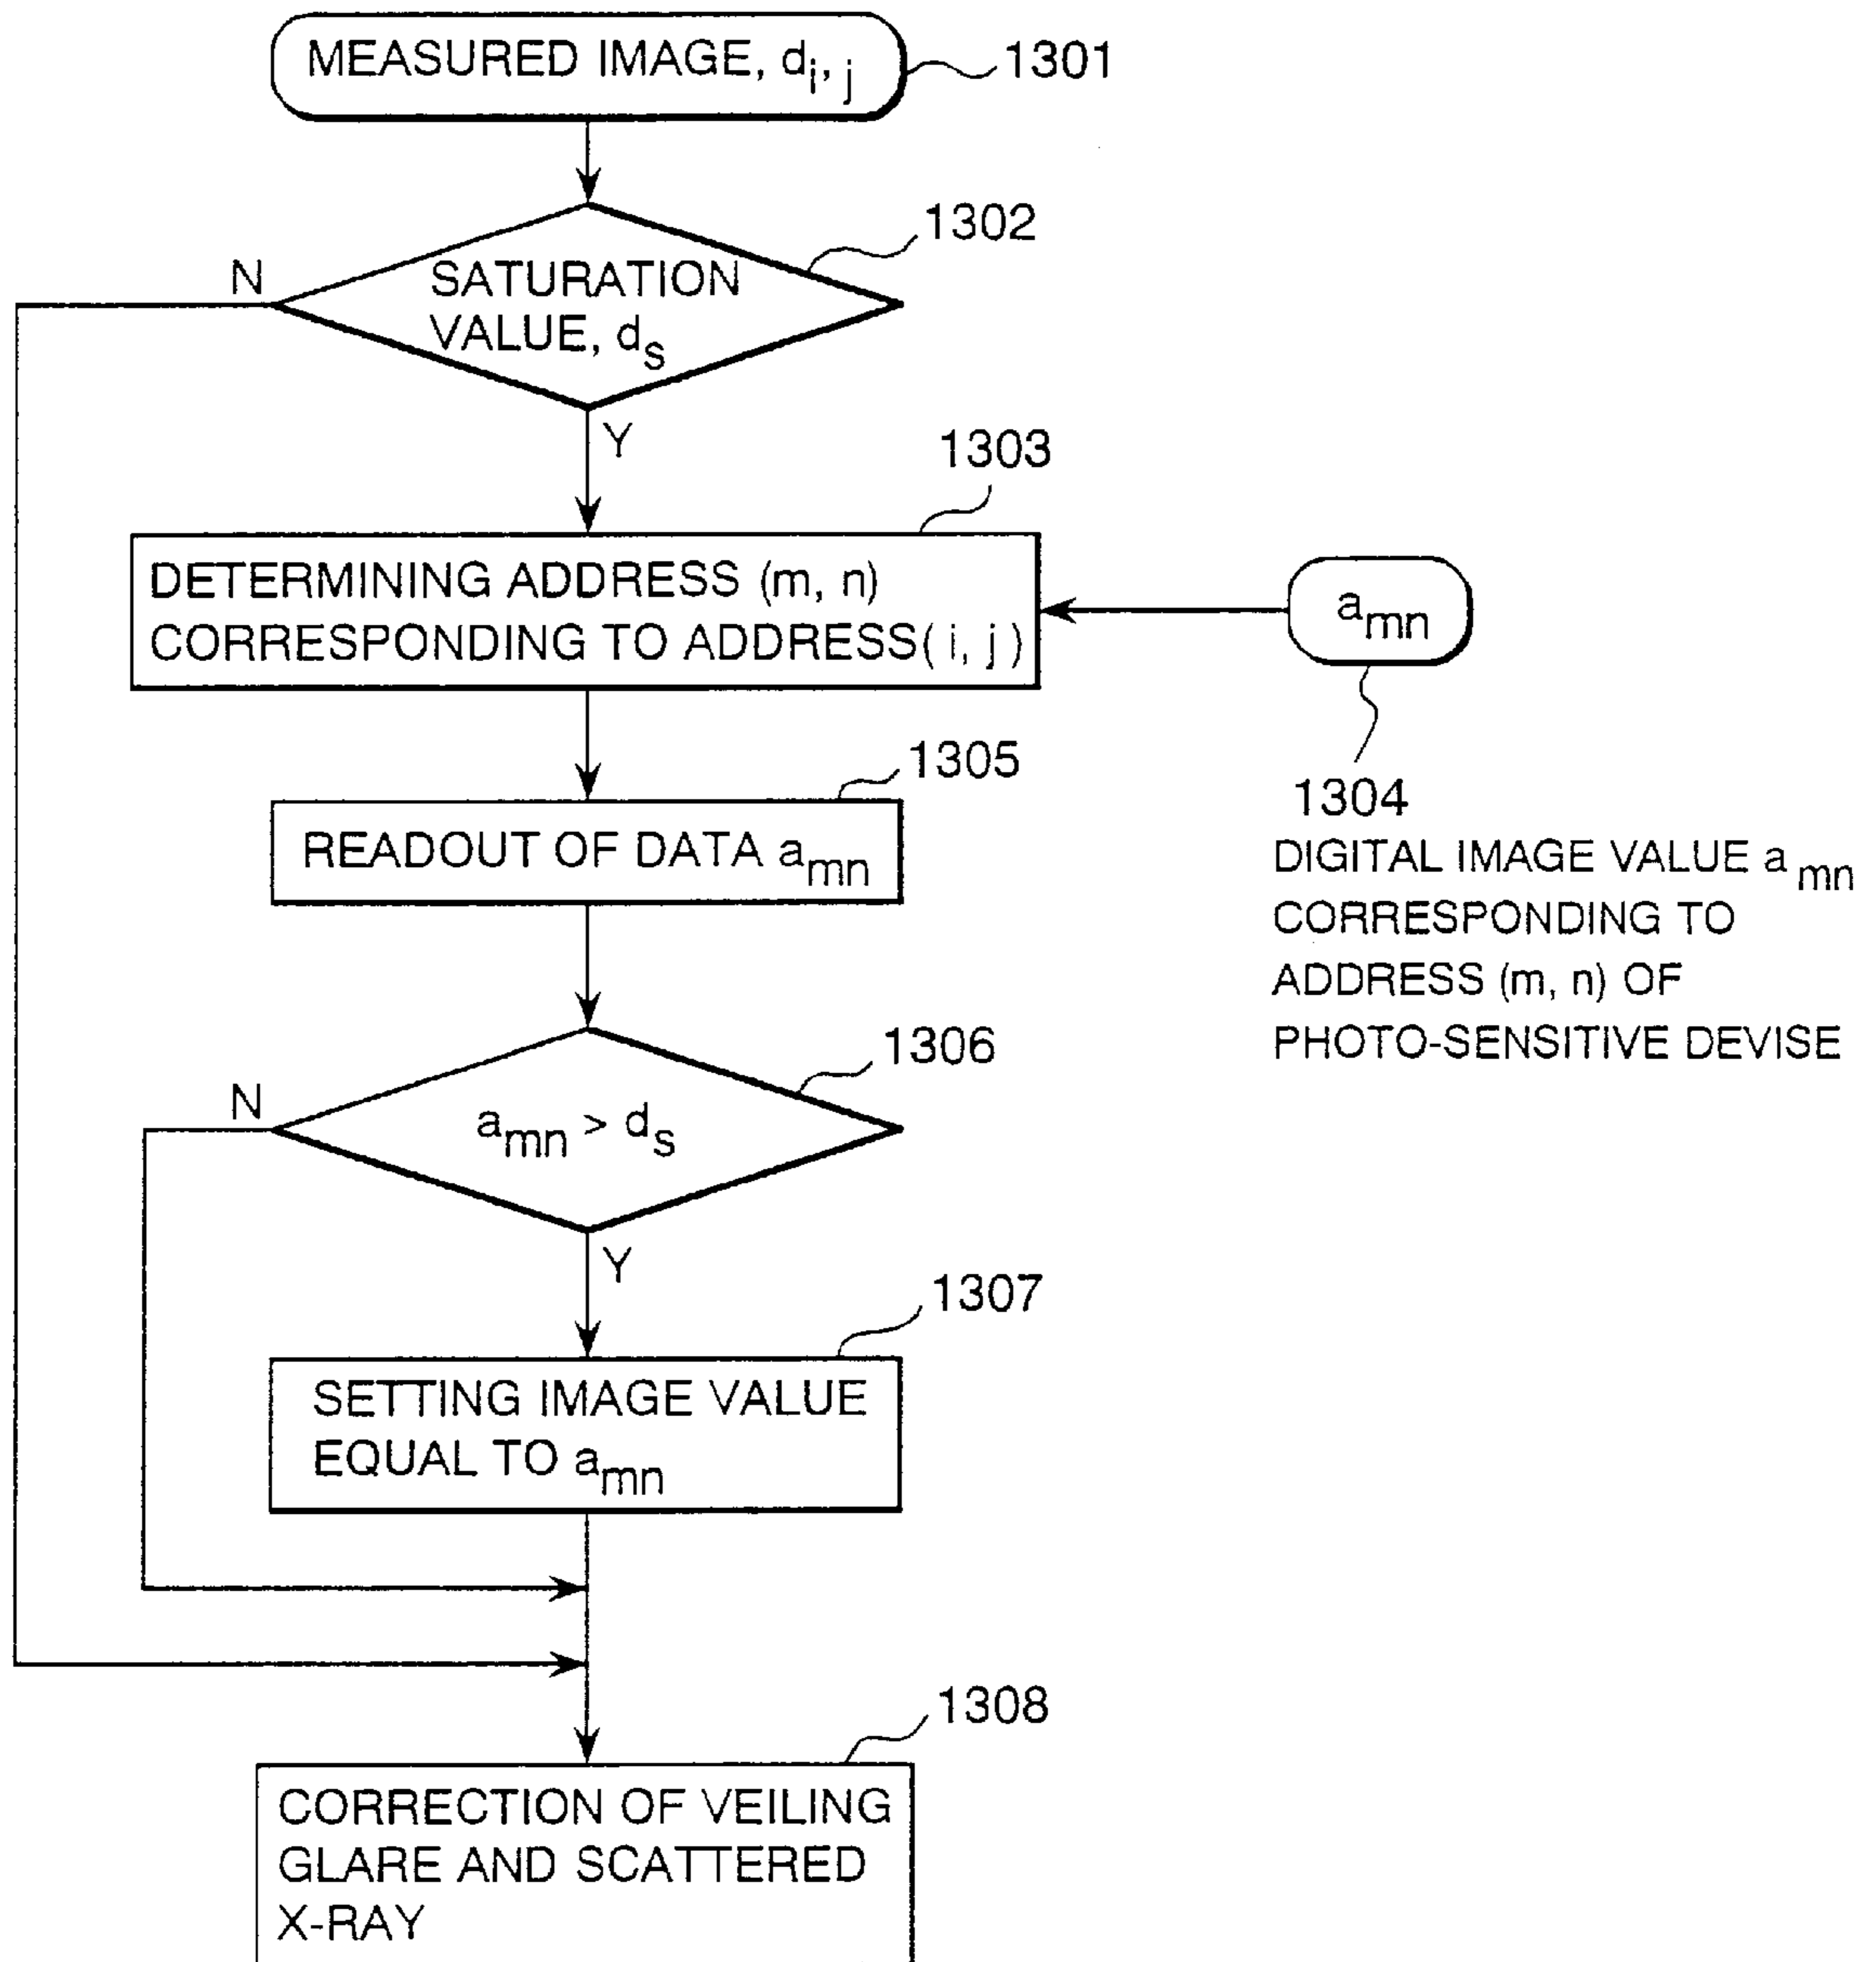 MEASURED IMAGE, di, j
1301
1302
N
SATURATION
VALUE, ds
Y
1303
DETERMINING ADDRESS (m, n)
CORRESPONDING TO ADDRESS( i, j )
amn
1304
DIGITAL IMAGE VALUE amn
CORRESPONDING TO
ADDRESS (m, n) OF
PHOTO-SENSITIVE DEVISE
1305
READOUT OF DATA amn
1306
N
amn > ds
Y
1307
SETTING IMAGE VALUE
EQUAL TO amn
1308
CORRECTION OF VEILING
GLARE AND SCATTERED
X-RAY